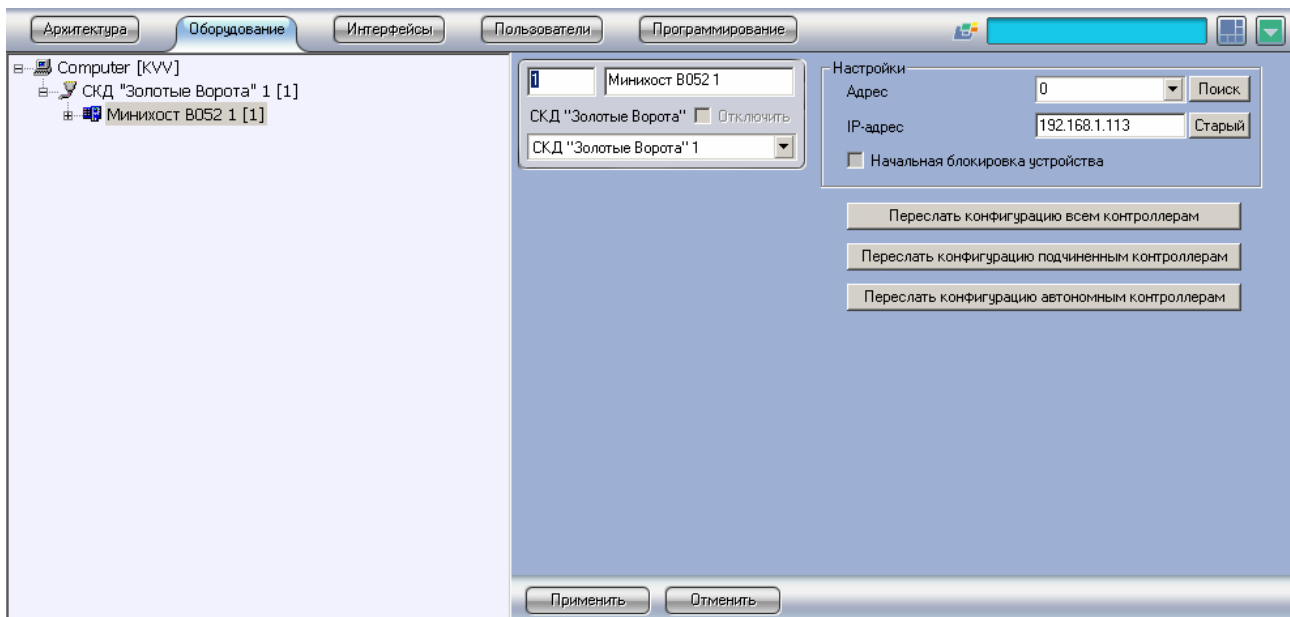 Архитектура Оборудование Интерфейсы Пользователи Программирование
Computer [KVV]
СКД "Золотые Ворота" 1 [1]
Минихост B052 1 [1]
1 Минихост B052 1
СКД "Золотые Ворота" Отключить
СКД "Золотые Ворота" 1
Настройки
Адрес 0 Поиск
IP-адрес 192.168.1.113 Старый
Начальная блокировка устройства
Переслать конфигурацию всем контроллерам
Переслать конфигурацию подчиненным контроллерам
Переслать конфигурацию автономным контроллерам
Применить Отменить